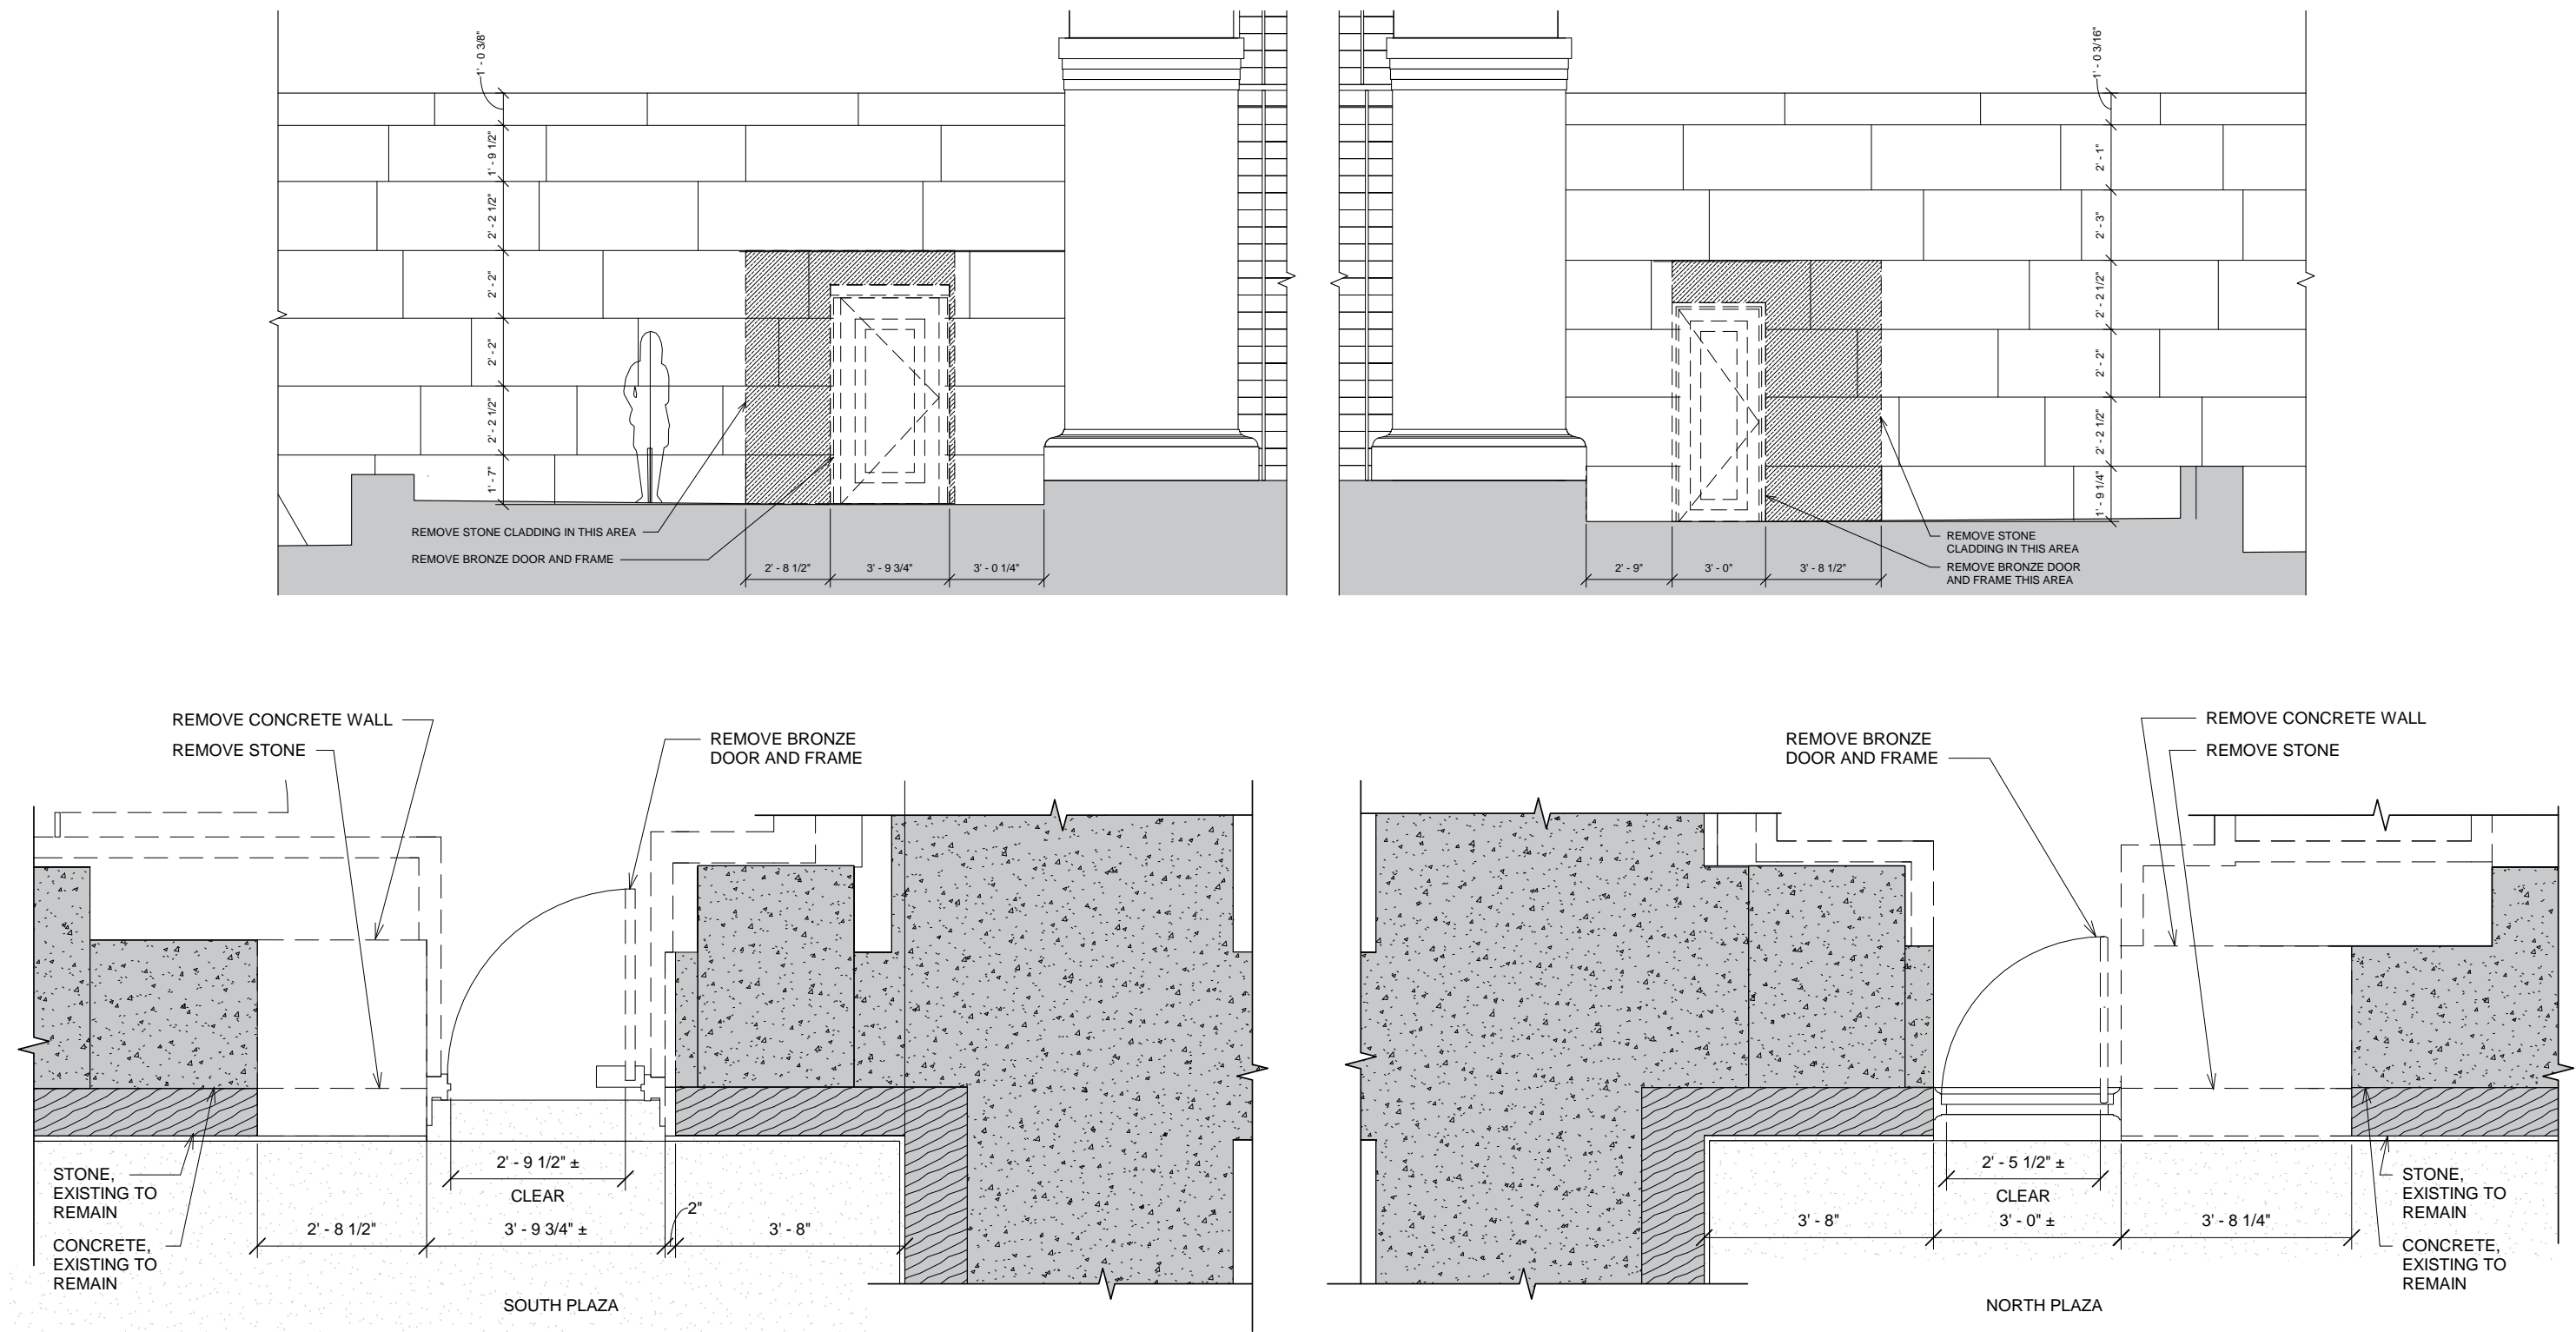 1' - 0 3/8"
1' - 9 1/2"
2' - 2 1/2"
2' - 2"
2' - 2"
2' - 2 1/2"
1' - 7"
REMOVE STONE CLADDING IN THIS AREA
REMOVE BRONZE DOOR AND FRAME
2' - 8 1/2"
3' - 9 3/4"
3' - 0 1/4"
1' - 0 3/16"
2' - 1"
2' - 3"
2' - 2 1/2"
2' - 2"
2' - 2 1/2"
1' - 9 1/4"
2' - 9"
3' - 0"
3' - 8 1/2"
REMOVE STONE
CLADDING IN THIS AREA
REMOVE BRONZE DOOR
AND FRAME THIS AREA
REMOVE CONCRETE WALL
REMOVE STONE
REMOVE BRONZE
DOOR AND FRAME
STONE,
EXISTING TO
REMAIN
CONCRETE,
EXISTING TO
REMAIN
2' - 9 1/2" ±
CLEAR
2' - 8 1/2"
3' - 9 3/4" ±
2"
3' - 8"
SOUTH PLAZA
REMOVE BRONZE
DOOR AND FRAME
REMOVE CONCRETE WALL
REMOVE STONE
2' - 5 1/2" ±
CLEAR
3' - 8"
3' - 0" ±
3' - 8 1/4"
STONE,
EXISTING TO
REMAIN
CONCRETE,
EXISTING TO
REMAIN
NORTH PLAZA